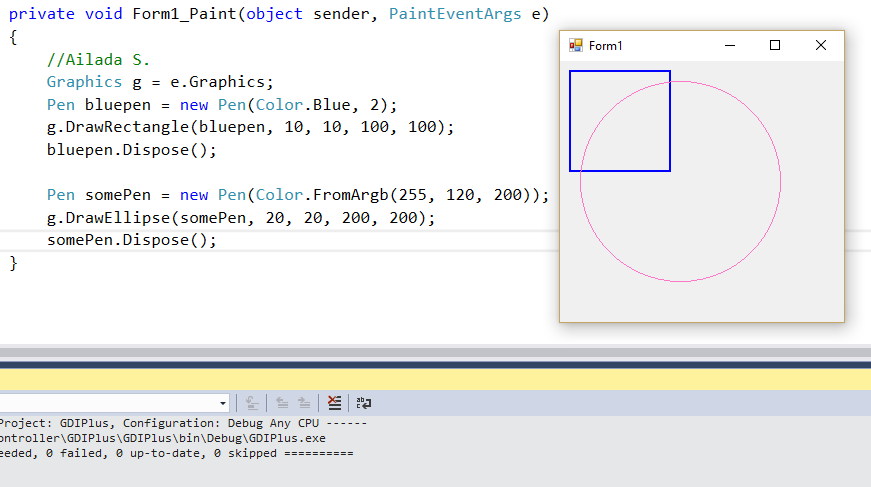 private void Form1_Paint(object sender, PaintEventArgs e)
{
//Ailada S.
Graphics g = e.Graphics;
Pen bluepen = new Pen(Color.Blue, 2);
g.DrawRectangle(bluepen, 10, 10, 100, 100);
bluepen.Dispose();
Pen somePen = new Pen(Color.FromArgb(255, 120, 200));
g.DrawEllipse(somePen, 20, 20, 200, 200);
somePen.Dispose();
}
Form1
Project: GDIPlus, Configuration: Debug Any CPU ------
ontroller\GDIPlus\GDIPlus\bin\Debug\GDIPlus.exe
eeded, 0 failed, 0 up-to-date, 0 skipped ==========